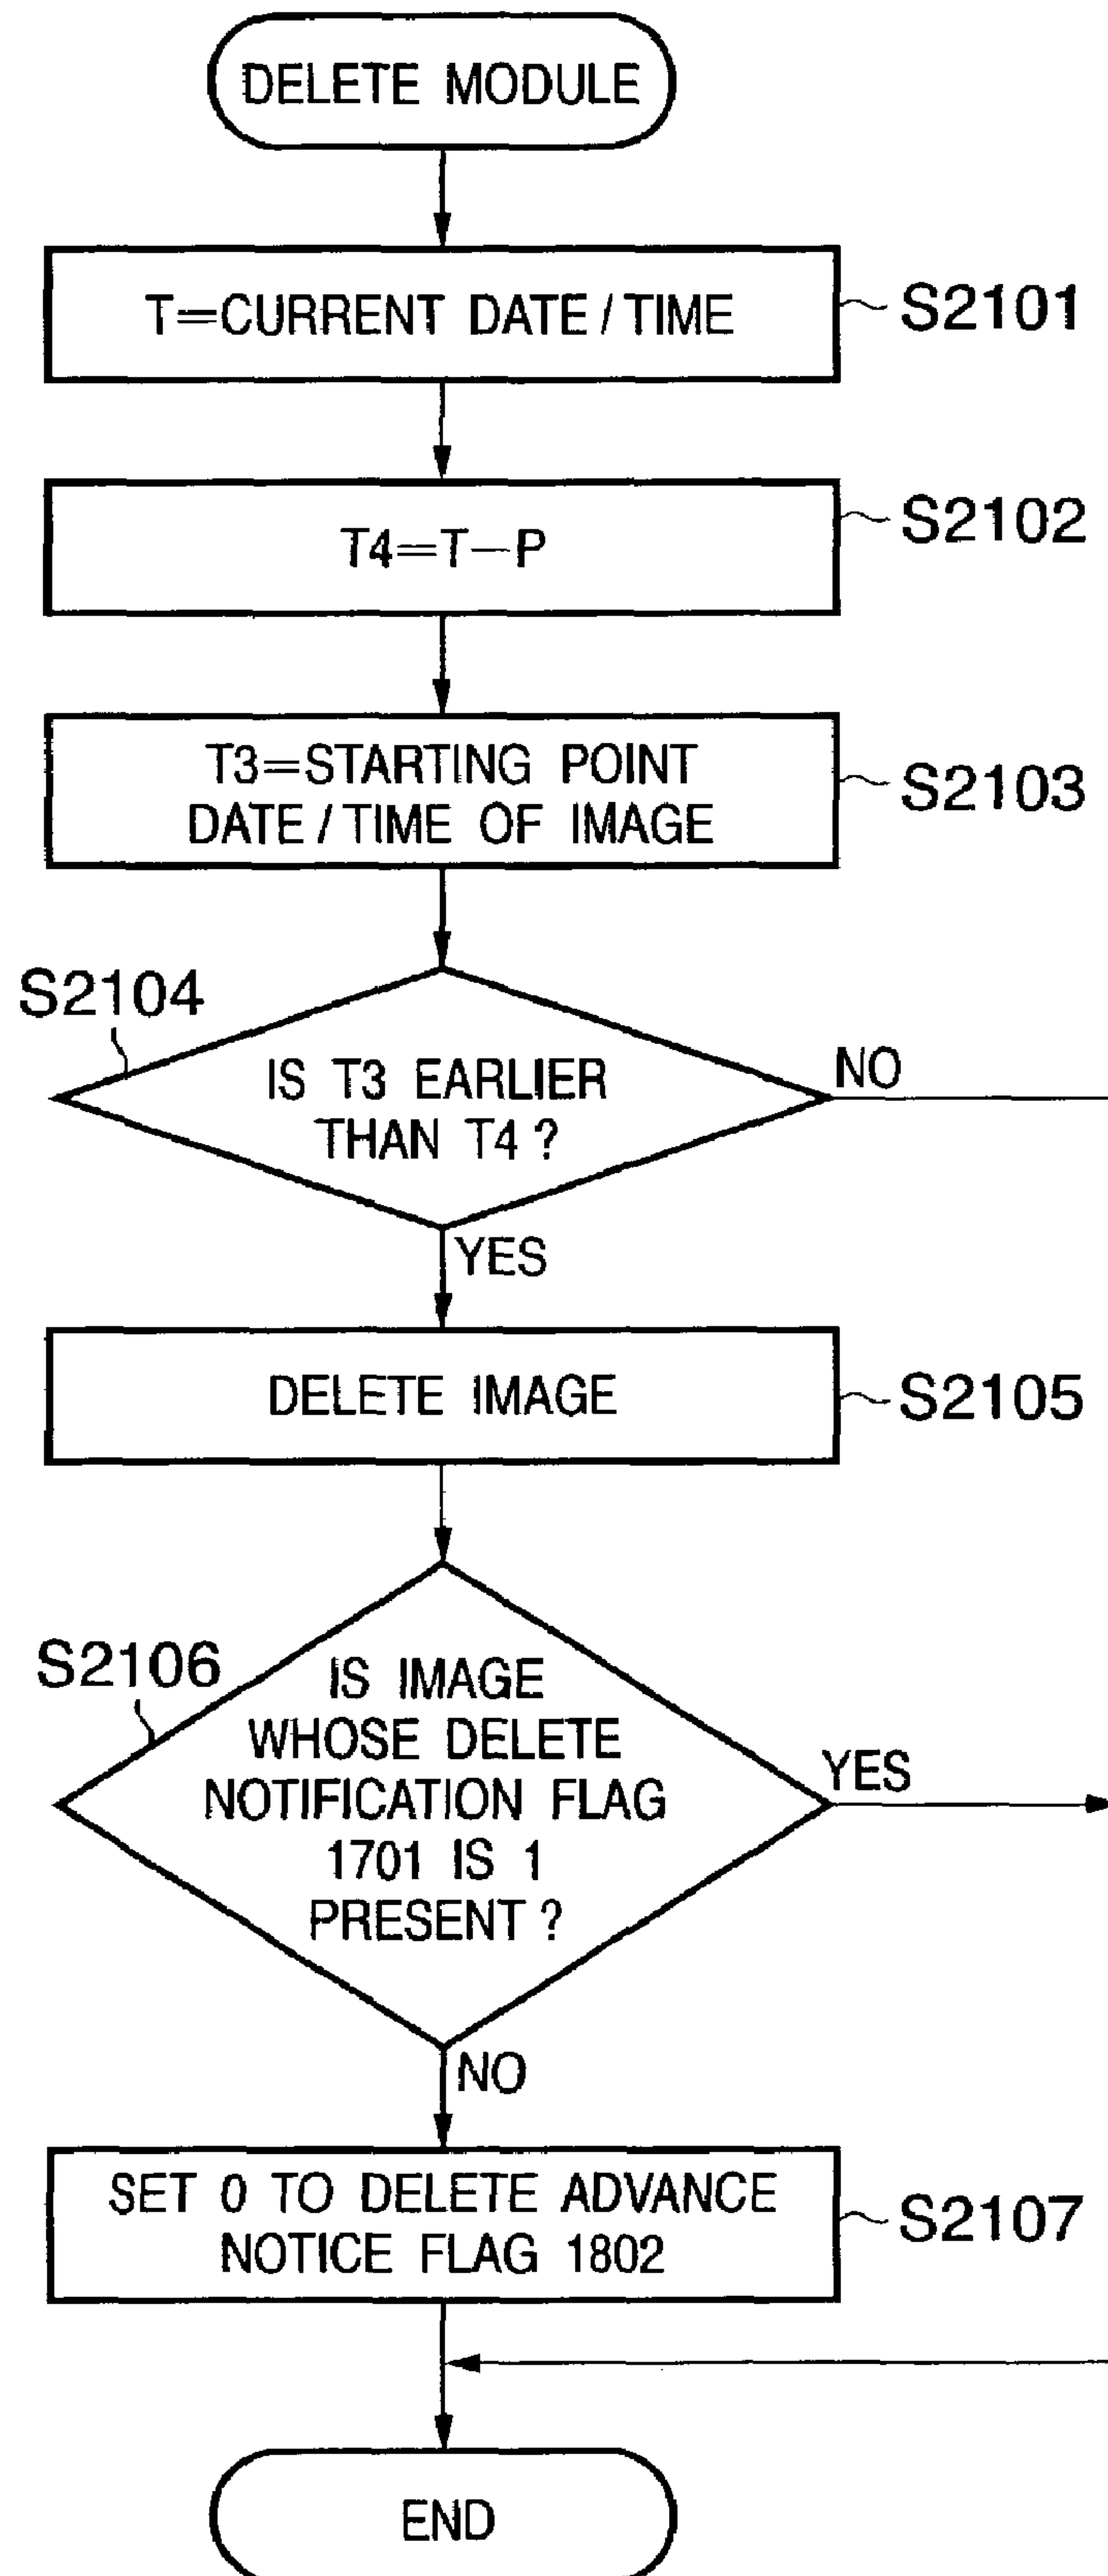 DELETE MODULE
T=CURRENT DATE/TIME
S2101
T4=T-P
S2102
T3=STARTING POINT
DATE/TIME OF IMAGE
S2103
S2104
IS T3 EARLIER
THAN T4?
NO
YES
DELETE IMAGE
S2105
S2106
IS IMAGE
WHOSE DELETE
NOTIFICATION FLAG
1701 IS 1
PRESENT?
YES
NO
SET 0 TO DELETE ADVANCE
NOTICE FLAG 1802
S2107
END